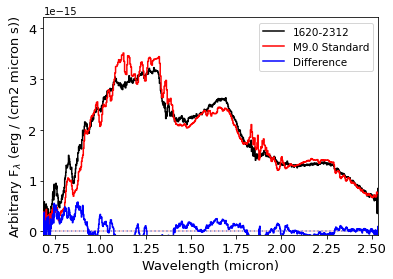 1e−15
1620-2312
M9.0 Standard
Difference
4
3
2
1
0
Arbitrary Fλ (erg / (cm2 micron s))
0.75 1.00 1.25 1.50 1.75 2.00 2.25 2.50
Wavelength (micron)